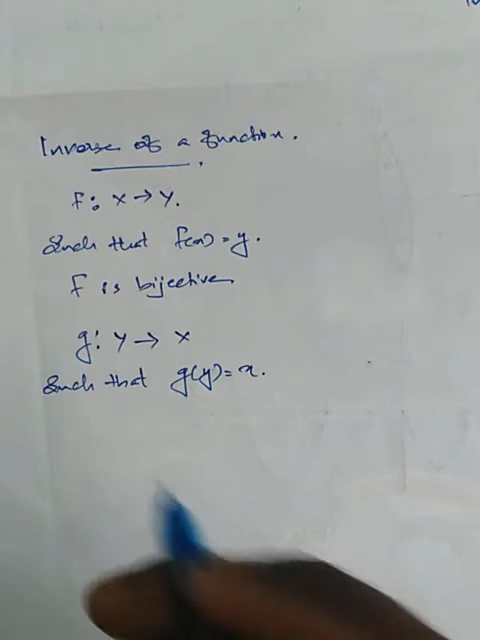 Inverse of a function.
f: X → Y.
Such that f(x) = y.
f is bijective.
g: Y → X
Such that g(y) = x.